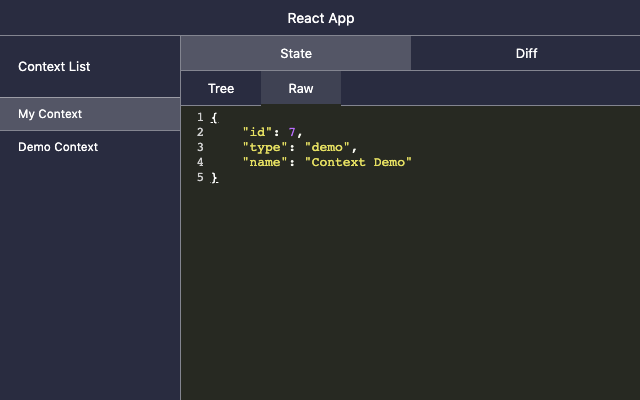 React App
Context List
My Context
Demo Context
State
Diff
Tree
Raw
1 {
2 "id": 7,
3 "type": "demo",
4 "name": "Context Demo"
5 }